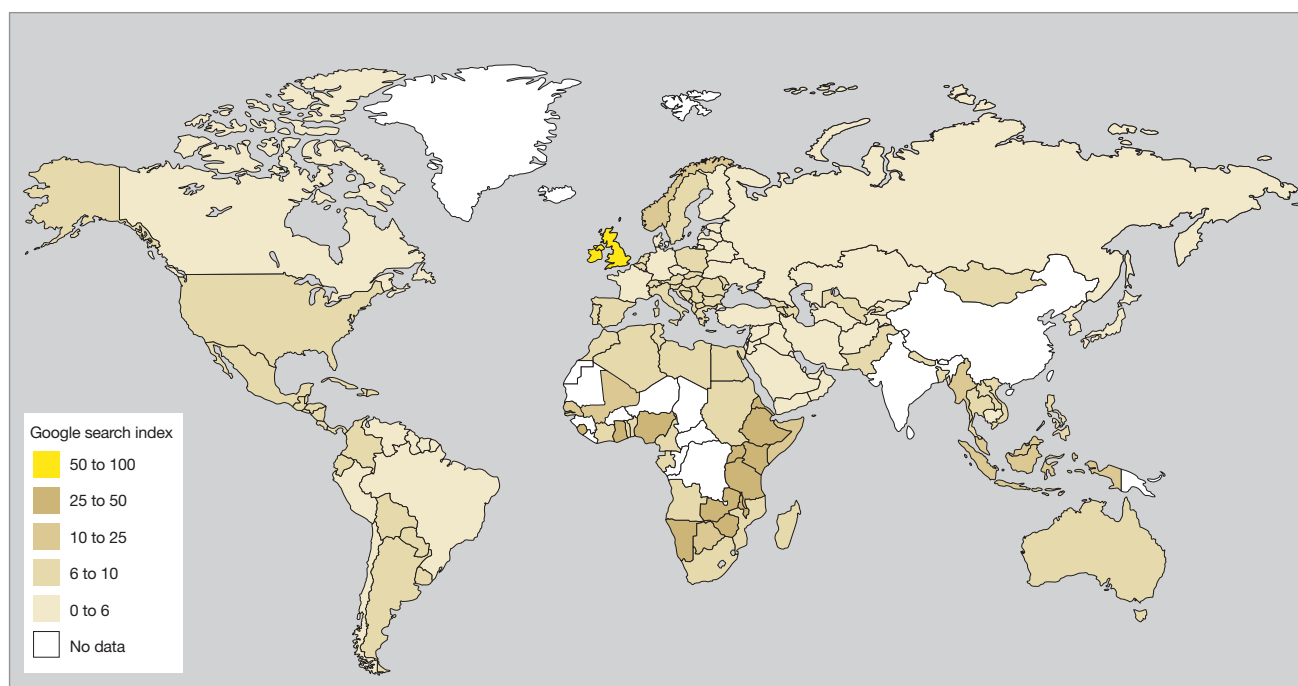 Google search index
50 to 100
25 to 50
10 to 25
6 to 10
0 to 6
No data